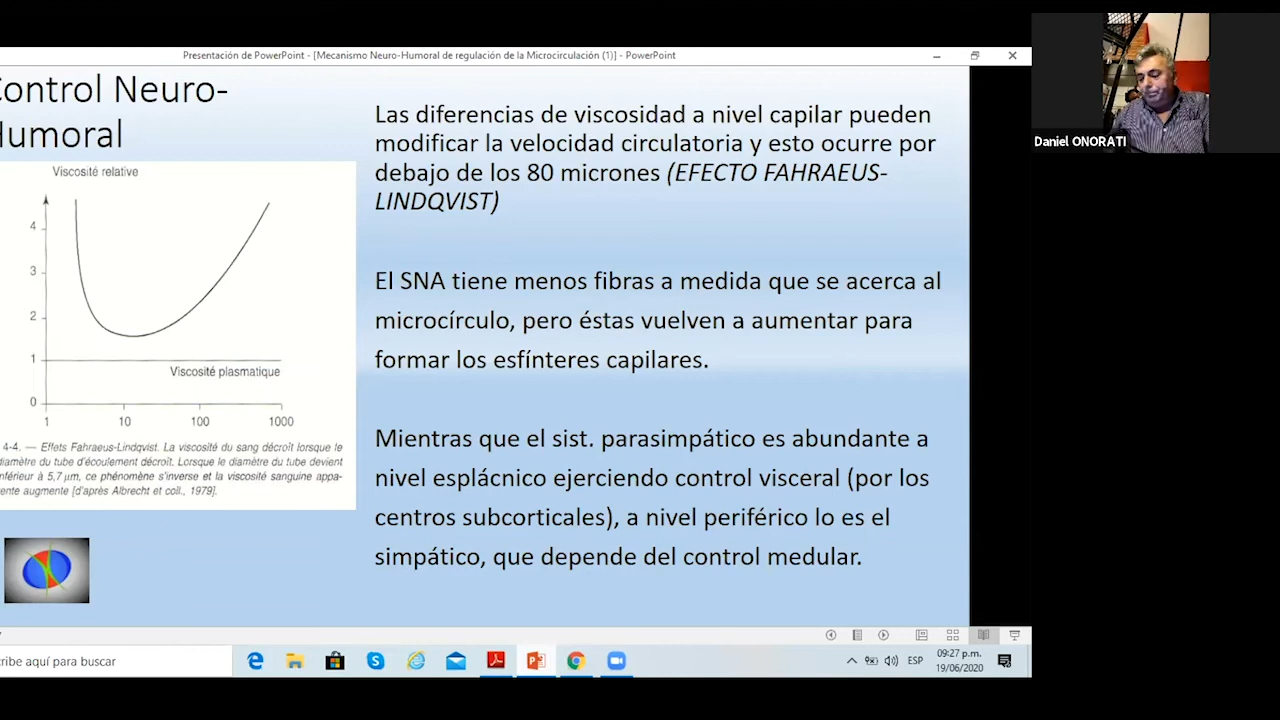 Presentación de PowerPoint - [Mecanismo Neuro-Humoral de regulación de la Microcirculación (1)] - PowerPoint
ontrol Neuro-
umoral
Viscosité relative
4
3
2
1
0
Viscosité plasmatique
1 10 100 1000
4-4. — Effets Fahraeus-Lindqvist. La viscosité du sang décroît lorsque le
diamètre du tube d'écoulement décroît. Lorsque le diamètre du tube devient
nférieur à 5,7 µm, ce phénomène s'inverse et la viscosité sanguine appa-
ente augmente [d'après Albrecht et coll., 1979].
Las diferencias de viscosidad a nivel capilar pueden
modificar la velocidad circulatoria y esto ocurre por
debajo de los 80 micrones (EFECTO FAHRAEUS-
LINDQVIST)
El SNA tiene menos fibras a medida que se acerca al
microcírculo, pero éstas vuelven a aumentar para
formar los esfínteres capilares.
Mientras que el sist. parasimpático es abundante a
nivel esplácnico ejerciendo control visceral (por los
centros subcorticales), a nivel periférico lo es el
simpático, que depende del control medular.
Daniel ONORATI
cribe aquí para buscar
ESP
09:27 p.m.
19/06/2020